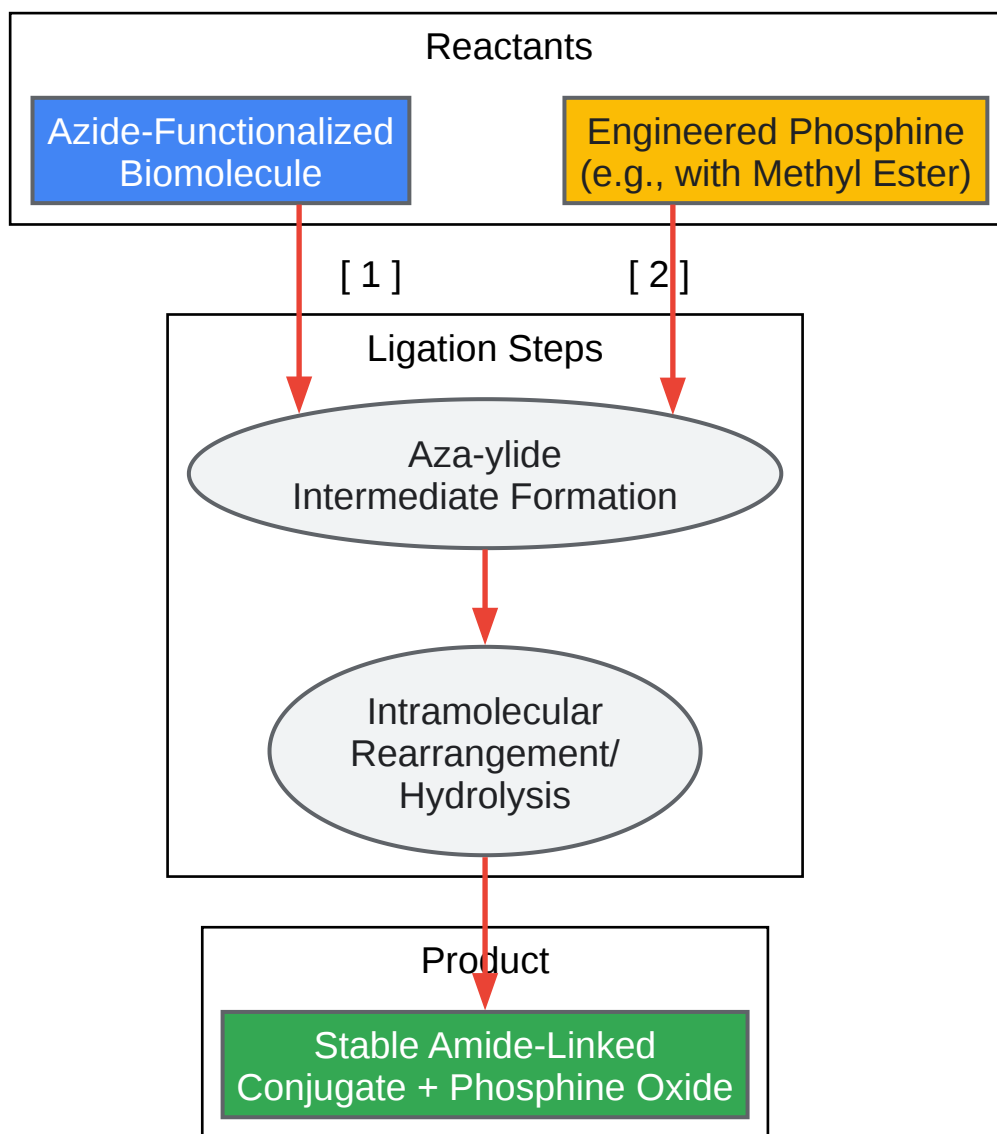 Reactants
Azide-Functionalized
Biomolecule
Engineered Phosphine
(e.g., with Methyl Ester)
[ 1 ]
[ 2 ]
Ligation Steps
Aza-ylide
Intermediate Formation
Intramolecular
Rearrangement/
Hydrolysis
Product
Stable Amide-Linked
Conjugate + Phosphine Oxide